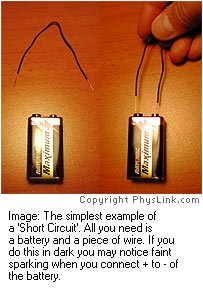 Rayovac
Maximum
Rayovac
Maximum
Copyright PhysLink.com
Image: The simplest example of
a 'Short Circuit'. All you need is
a battery and a piece of wire. If you
do this in dark you may notice faint
sparking when you connect + to - of
the battery.